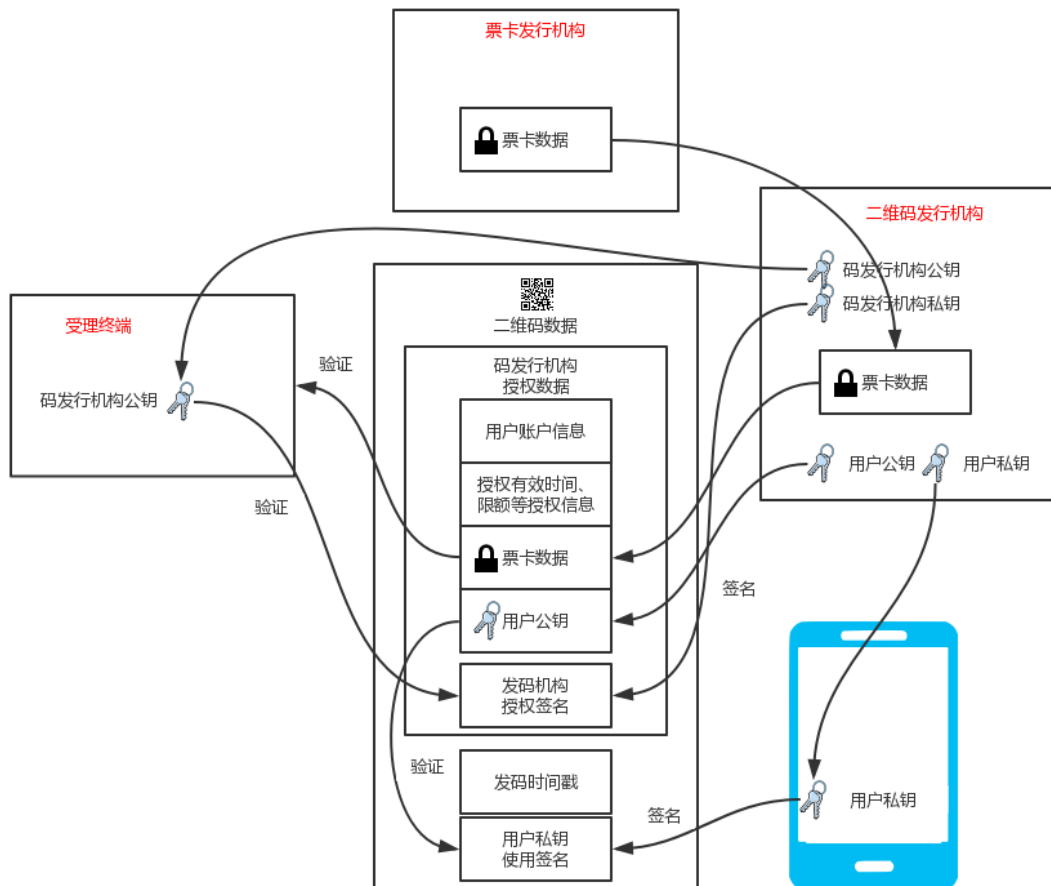 票卡发行机构
票卡数据
二维码发行机构
码发行机构公钥
码发行机构私钥
票卡数据
用户公钥
用户私钥
受理终端
码发行机构公钥
验证
验证
二维码数据
码发行机构
授权数据
用户账户信息
授权有效时间、
限额等授权信息
票卡数据
用户公钥
发码机构
授权签名
签名
验证
发码时间戳
用户私钥
使用签名
签名
用户私钥